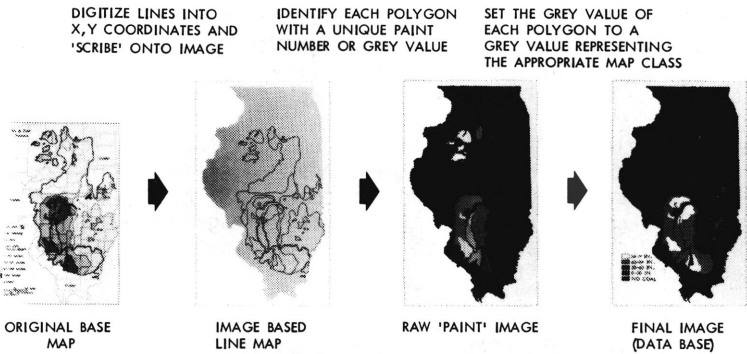 DIGITIZE LINES INTO
X,Y COORDINATES AND
'SCRIBE' ONTO IMAGE
IDENTIFY EACH POLYGON
WITH A UNIQUE PAINT
NUMBER OR GREY VALUE
SET THE GREY VALUE OF
EACH POLYGON TO A
GREY VALUE REPRESENTING
THE APPROPRIATE MAP CLASS
NO COAL
ORIGINAL BASE
MAP
IMAGE BASED
LINE MAP
RAW 'PAINT' IMAGE
FINAL IMAGE
(DATA BASE)